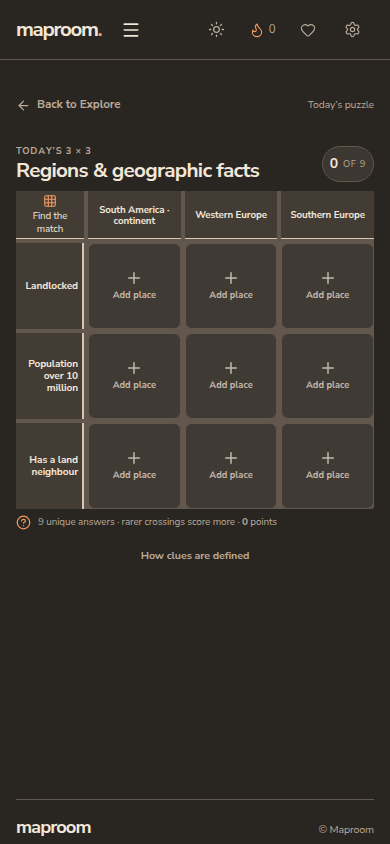 maproom.
0
Back to Explore
Today's puzzle
TODAY'S 3 × 3
Regions & geographic facts
0 OF 9
Find the
match
South America ·
continent
Western Europe
Southern Europe
Landlocked
Add place
Add place
Add place
Population
over 10
million
Add place
Add place
Add place
Has a land
neighbour
Add place
Add place
Add place
9 unique answers · rarer crossings score more · 0 points
How clues are defined
maproom
© Maproom